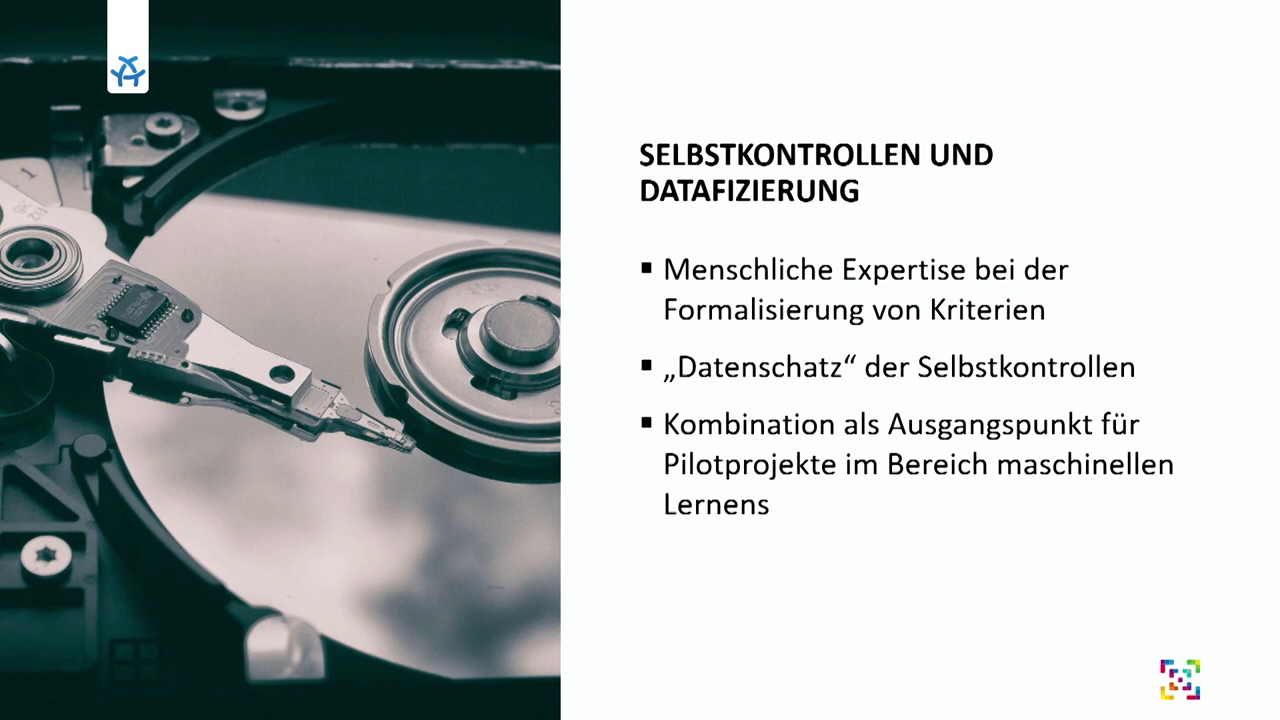 SELBSTKONTROLLEN UND
DATAFIZIERUNG
▪ Menschliche Expertise bei der
Formalisierung von Kriterien
▪ „Datenschatz“ der Selbstkontrollen
▪ Kombination als Ausgangspunkt für
Pilotprojekte im Bereich maschinellen
Lernens